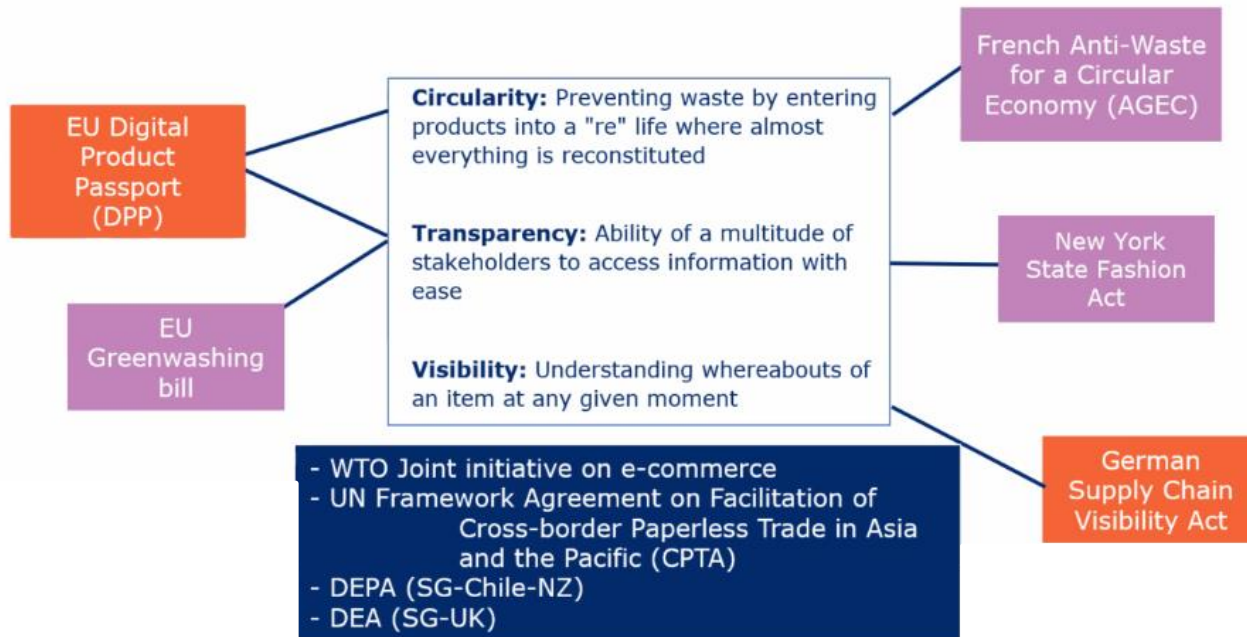 EU Digital
Product
Passport
(DPP)
EU
Greenwashing
bill
Circularity: Preventing waste by entering
products into a "re" life where almost
everything is reconstituted
Transparency: Ability of a multitude of
stakeholders to access information with
ease
Visibility: Understanding whereabouts of
an item at any given moment
French Anti-Waste
for a Circular
Economy (AGEC)
New York
State Fashion
Act
German
Supply Chain
Visibility Act
- WTO Joint initiative on e-commerce
- UN Framework Agreement on Facilitation of
Cross-border Paperless Trade in Asia
and the Pacific (CPTA)
- DEPA (SG-Chile-NZ)
- DEA (SG-UK)